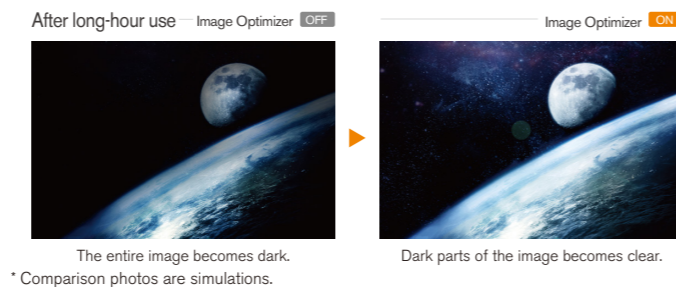 After long-hour use Image Optimizer OFF
Image Optimizer ON
The entire image becomes dark.
Dark parts of the image becomes clear.
* Comparison photos are simulations.